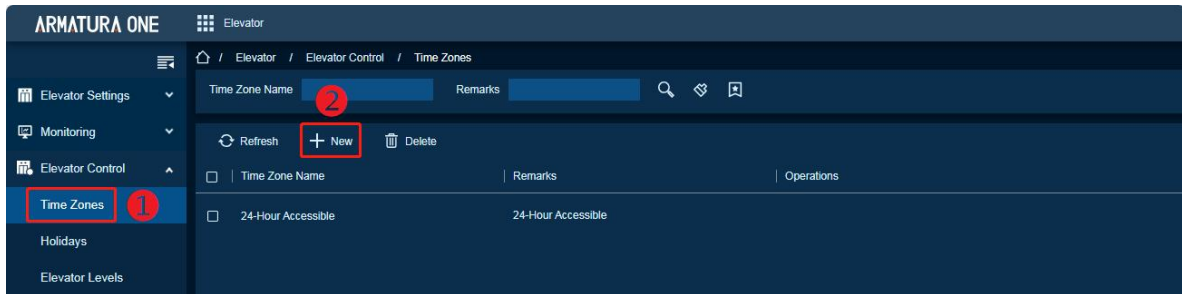 ARMATURA ONE
Elevator
/ Elevator / Elevator Control / Time Zones
Elevator Settings
Monitoring
Elevator Control
Time Zones
1
Holidays
Elevator Levels
Time Zone Name
Remarks
2
Refresh
New
Delete
Time Zone Name
Remarks
Operations
24-Hour Accessible
24-Hour Accessible